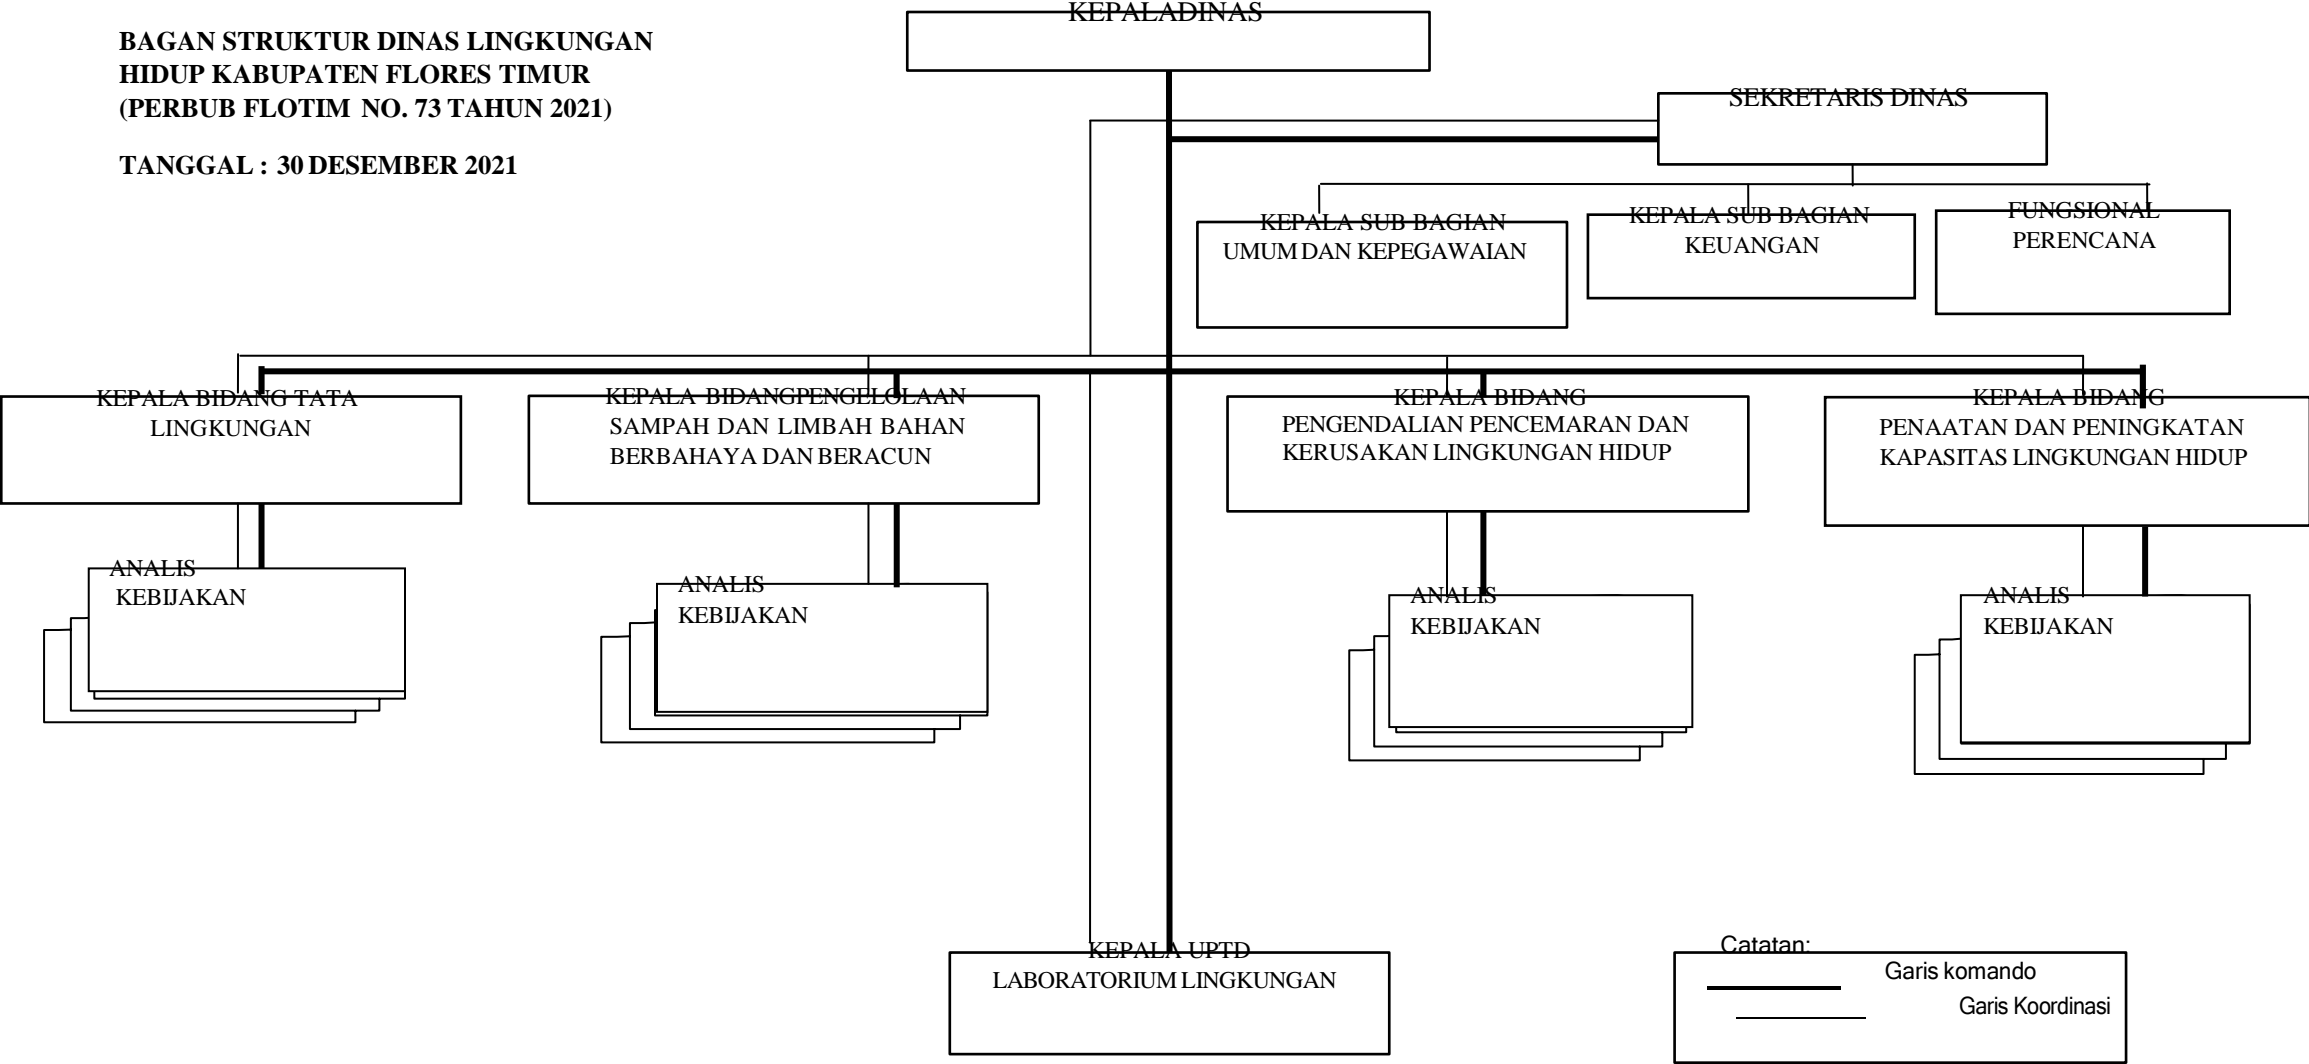 BAGAN STRUKTUR DINAS LINGKUNGAN
HIDUP KABUPATEN FLORES TIMUR
(PERBUB FLOTIM NO. 73 TAHUN 2021)
TANGGAL : 30 DESEMBER 2021
KEPALADINAS
SEKRETARIS DINAS
KEPALA SUB BAGIAN
UMUM DAN KEPEGAWAIAN
KEPALA SUB BAGIAN
KEUANGAN
FUNGSIONAL
PERENCANA
KEPALA BIDANG TATA
LINGKUNGAN
KEPALA BIDANGPENGELOLAAN
SAMPAH DAN LIMBAH BAHAN
BERBAHAYA DAN BERACUN
KEPALA BIDANG
PENGENDALIAN PENCEMARAN DAN
KERUSAKAN LINGKUNGAN HIDUP
KEPALA BIDANG
PENAATAN DAN PENINGKATAN
KAPASITAS LINGKUNGAN HIDUP
ANALIS
KEBIJAKAN
ANALIS
KEBIJAKAN
ANALIS
KEBIJAKAN
ANALIS
KEBIJAKAN
KEPALA UPTD
LABORATORIUM LINGKUNGAN
Catatan:
Garis komando
Garis Koordinasi